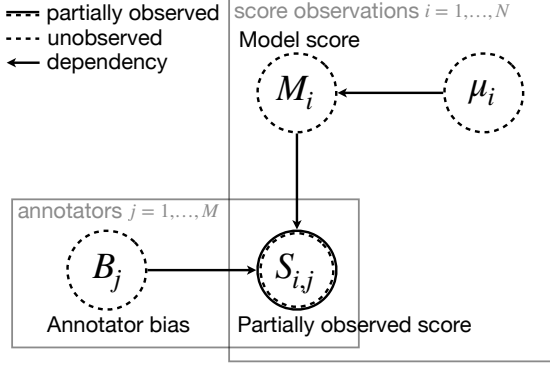 partially observed
unobserved
dependency
score observations i = 1,…,N
Model score
M_i
μ_i
annotators j = 1,…,M
B_j
S_{i,j}
Annotator bias
Partially observed score